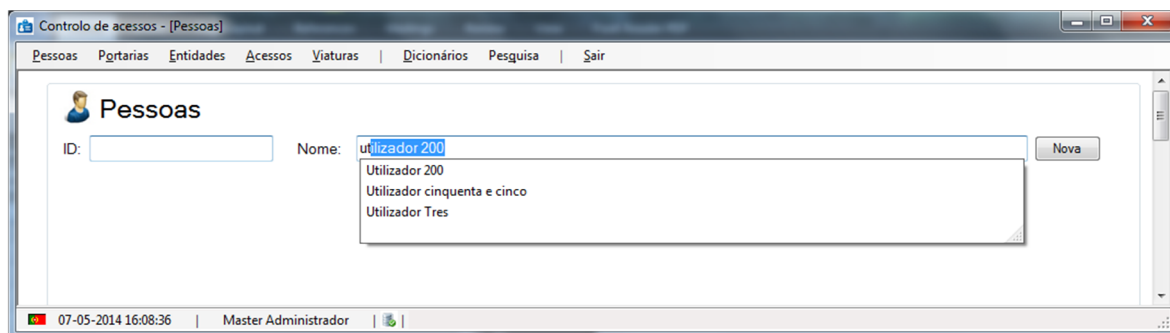 Controlo de acessos - [Pessoas]
Pessoas Portarias Entidades Acessos Viaturas | Dicionários Pesquisa | Sair
Pessoas
ID: Nome: utilizador 200 Nova
Utilizador 200
Utilizador cinquenta e cinco
Utilizador Tres
07-05-2014 16:08:36 | Master Administrador | |